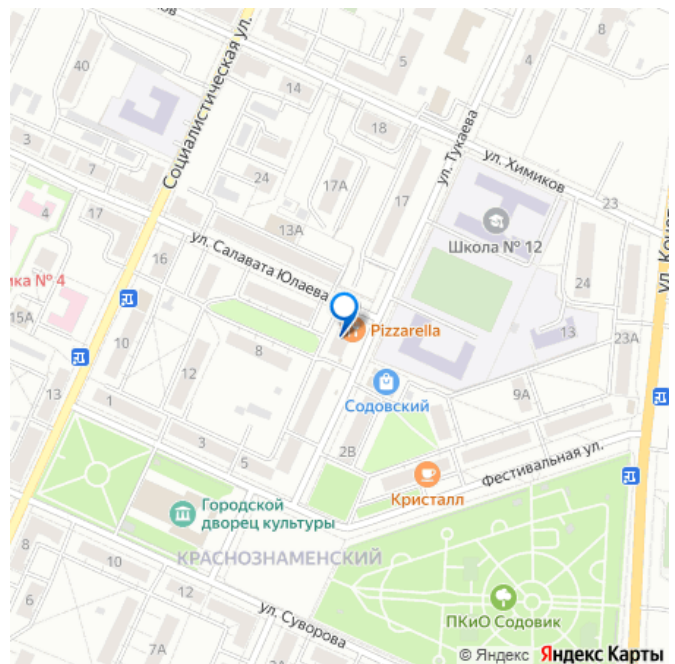 40
Социалистическая ул.
14
5
4
8
18
ул. Тукаева
ул. Химиков
3
7
24
17А
17
23
4
17
13А
Школа № 12
ул. Салавата Юлаева
16
ика № 4
24
15А
10
Pizzarella
13
23А
8
12
Содовский
13
1
9А
3
5
2В
Фестивальная ул.
Кристалл
Городской
дворец культуры
8
10
КРАСНОЗНАМЕНСКИЙ
12
6
ул. Суворова
ПКиО Содовик
7А
© Яндекс Яндекс Карты